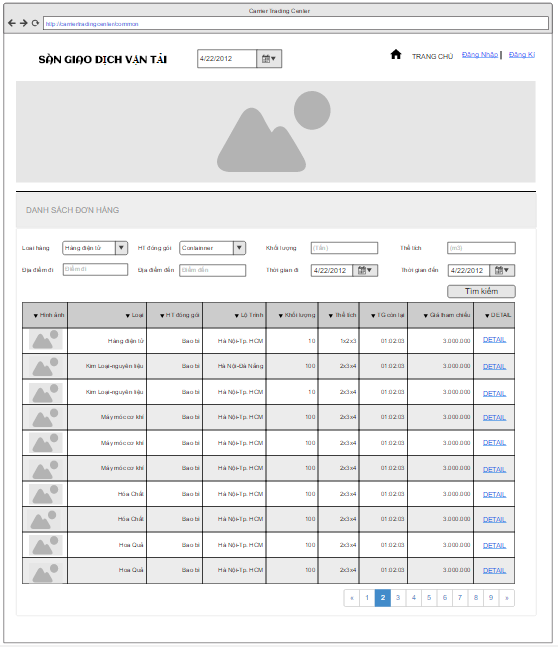 Carrier Trading Center
http://carriertradingcenter/common
SÀN GIAO DỊCH VẬN TẢI
4/22/2012
TRANG CHỦ
Đăng Nhập | Đăng Kí
DANH SÁCH ĐƠN HÀNG
Loại hàng Hàng điện tử HT đóng gói Containner Khối lượng (Tấn) Thể tích (m3)
Địa điểm đi Điểm đi Địa điểm đến Điểm đến Thời gian đi 4/22/2012 Thời gian đến 4/22/2012
Tìm kiếm
▼ Hình ảnh ▼ Loại ▼ HT đóng gói ▼ Lộ Trình ▼ Khối lượng ▼ Thể tích ▼ TG còn lại ▼ Giá tham chiếu ▼ DETAIL
Hàng điện tử Bao bì Hà Nội-Tp. HCM 10 1x2x3 01:02:03 3.000.000 DETAIL
Kim Loại-nguyên liệu Bao bì Hà Nội-Đà Nẵng 100 2x3x4 01:02:03 3.000.000 DETAIL
Kim Loại-nguyên liệu Bao bì Hà Nội-Tp. HCM 10 2x3x4 01:02:03 3.000.000 DETAIL
Máy móc cơ khí Bao bì Hà Nội-Tp. HCM 100 2x3x4 01:02:03 3.000.000 DETAIL
Máy móc cơ khí Bao bì Hà Nội-Tp. HCM 100 2x3x4 01:02:03 3.000.000 DETAIL
Máy móc cơ khí Bao bì Hà Nội-Tp. HCM 100 2x3x4 01:02:03 3.000.000 DETAIL
Hóa Chất Bao bì Hà Nội-Tp. HCM 100 2x3x4 01:02:03 3.000.000 DETAIL
Hóa Chất Bao bì Hà Nội-Tp. HCM 100 2x3x4 01:02:03 3.000.000 DETAIL
Hoa Quả Bao bì Hà Nội-Tp. HCM 100 2x3x4 01:02:03 3.000.000 DETAIL
Hoa Quả Bao bì Hà Nội-Tp. HCM 100 2x3x4 01:02:03 3.000.000 DETAIL
« 1 2 3 4 5 6 7 8 9 »